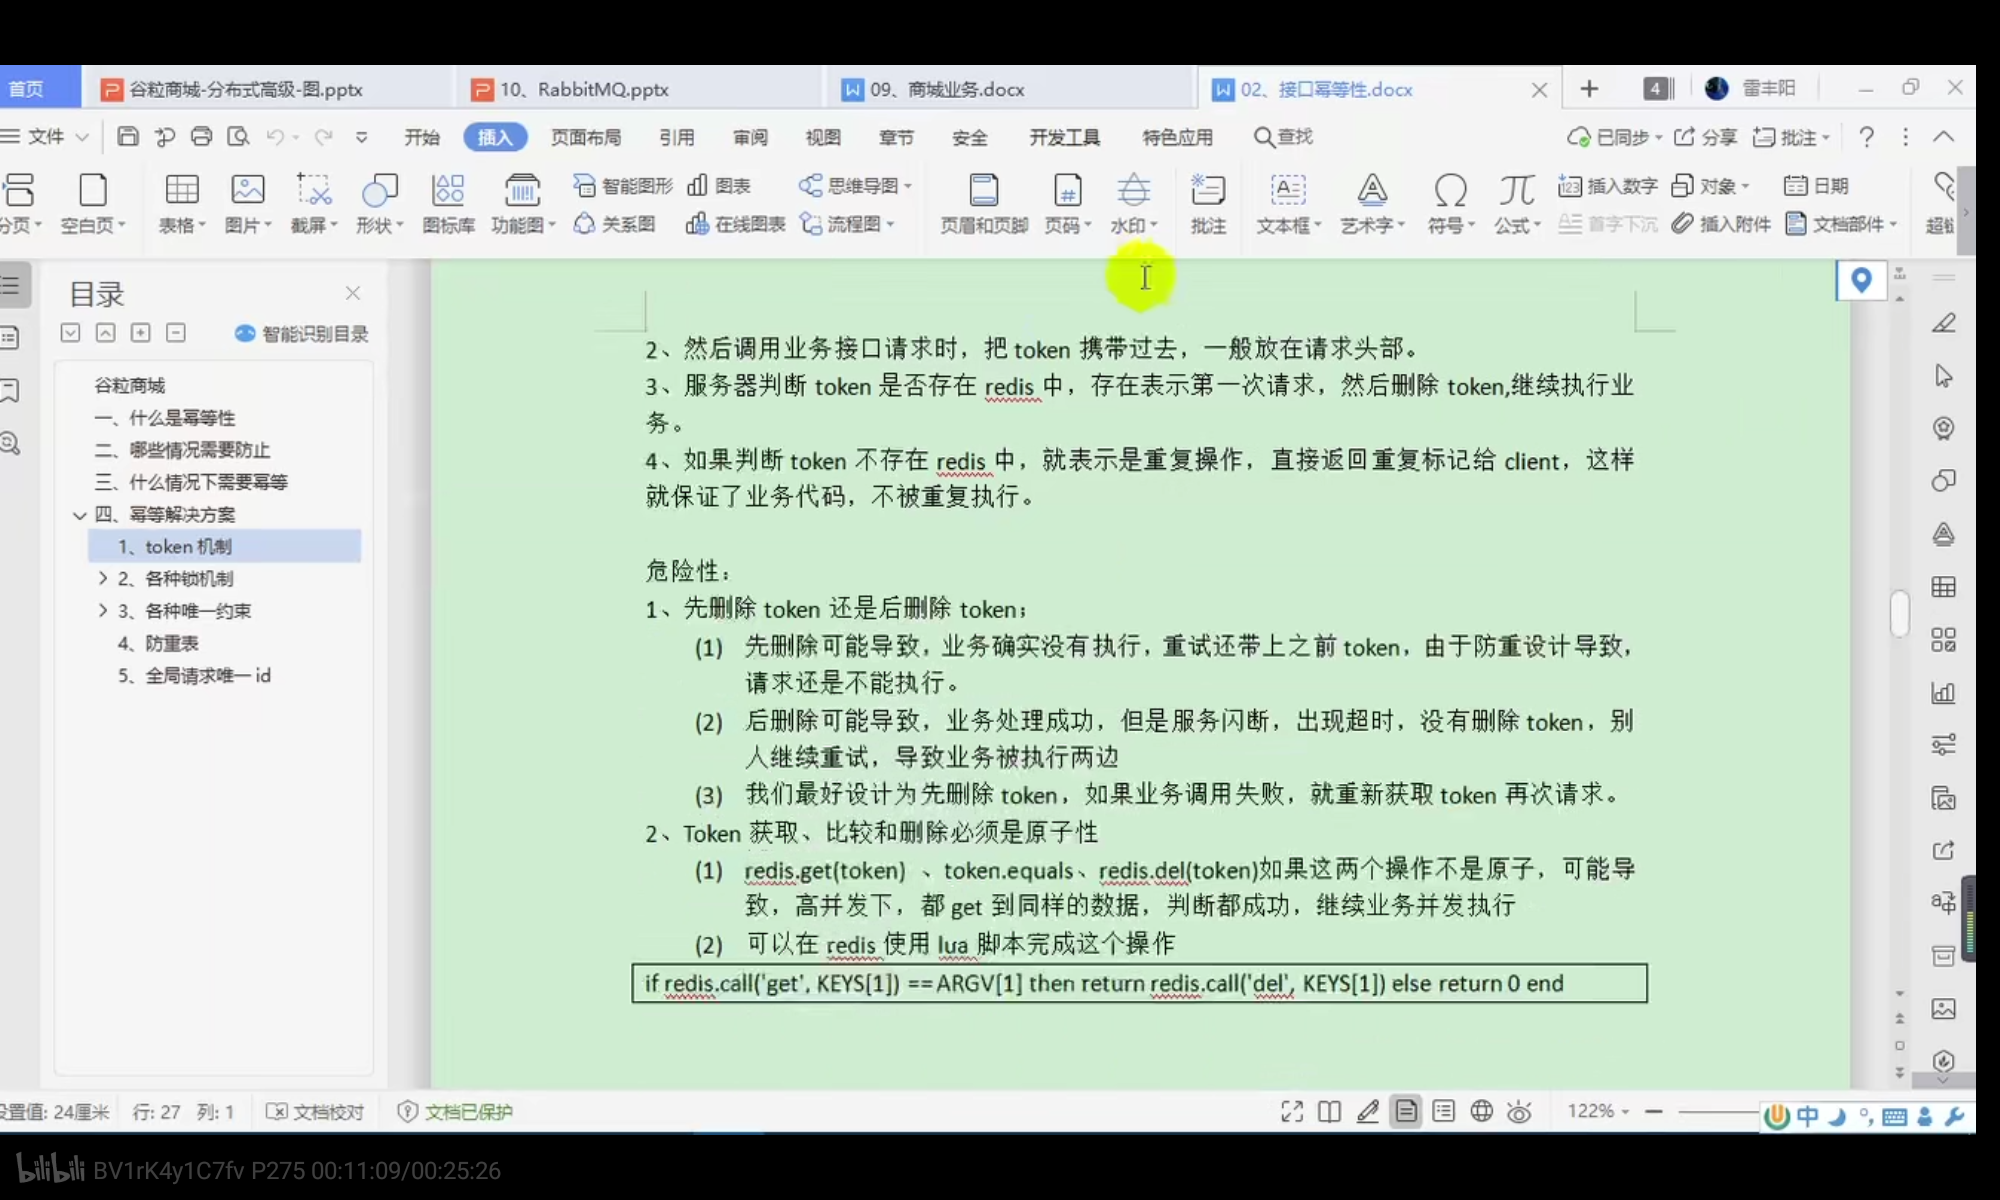 首页
谷粒商城-分布式高级-图.pptx
10、RabbitMQ.pptx
09、商城业务.docx
02、接口幂等性.docx
4
雷丰阳
文件
开始
插入
页面布局
引用
审阅
视图
章节
安全
开发工具
特色应用
查找
已同步
分享
批注
分页
空白页
表格
图片
截屏
形状
图标库
功能图
智能图形
图表
关系图
在线图表
思维导图
流程图
页眉和页脚
页码
水印
批注
文本框
艺术字
符号
公式
插入数字
对象
日期
首字下沉
插入附件
文档部件
目录
智能识别目录
谷粒商城
一、什么是幂等性
二、哪些情况需要防止
三、什么情况下需要幂等
四、幂等解决方案
1、token 机制
2、各种锁机制
3、各种唯一约束
4、防重表
5、全局请求唯一 id
2、然后调用业务接口请求时，把 token 携带过去，一般放在请求头部。
3、服务器判断 token 是否存在 redis 中，存在表示第一次请求，然后删除 token,继续执行业
务。
4、如果判断 token 不存在 redis 中，就表示是重复操作，直接返回重复标记给 client，这样
就保证了业务代码，不被重复执行。
危险性：
1、先删除 token 还是后删除 token；
(1) 先删除可能导致，业务确实没有执行，重试还带上之前 token，由于防重设计导致，
请求还是不能执行。
(2) 后删除可能导致，业务处理成功，但是服务闪断，出现超时，没有删除 token，别
人继续重试，导致业务被执行两边
(3) 我们最好设计为先删除 token，如果业务调用失败，就重新获取 token 再次请求。
2、Token 获取、比较和删除必须是原子性
(1) redis.get(token) 、token.equals、redis.del(token)如果这两个操作不是原子，可能导
致，高并发下，都 get 到同样的数据，判断都成功，继续业务并发执行
(2) 可以在 redis 使用 lua 脚本完成这个操作
if redis.call('get', KEYS[1]) == ARGV[1] then return redis.call('del', KEYS[1]) else return 0 end
设置值: 24厘米
行: 27
列: 1
文档校对
文档已保护
122%
中
bilibili BV1rK4y1C7fv P275 00:11:09/00:25:26